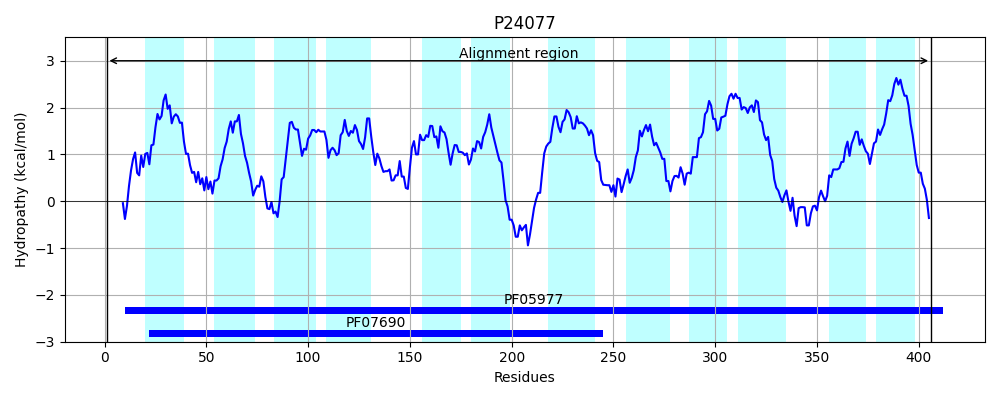 P24077
Alignment region
3
2
1
0
−1
−2
−3
Hydropathy (kcal/mol)
PF05977
PF07690
0 50 100 150 200 250 300 350 400
Residues